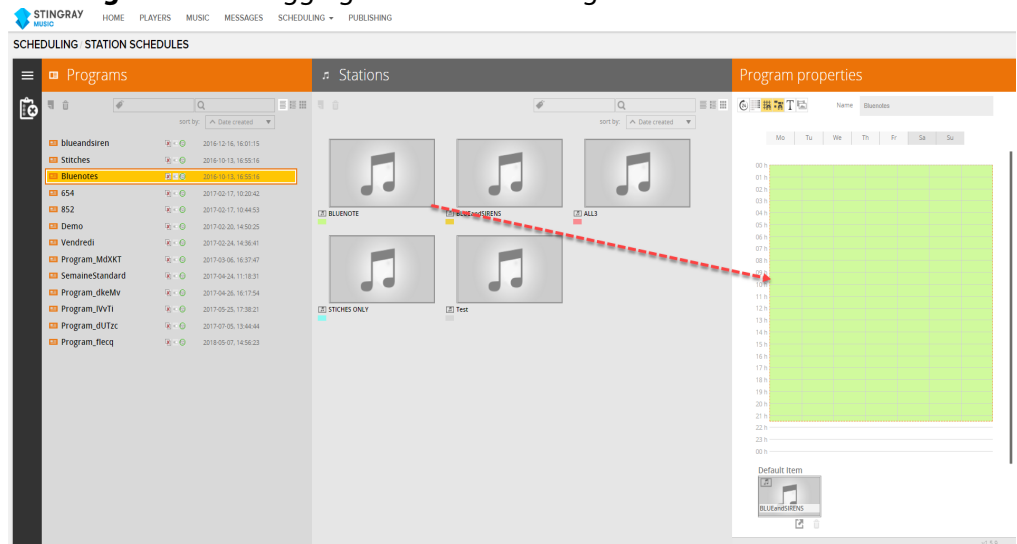 STINGRAY
MUSIC
HOME PLAYERS MUSIC MESSAGES SCHEDULING PUBLISHING
SCHEDULING/ STATION SCHEDULES
Programs
Stations
Program properties
Name Bluenotes
sort by: Date created
sort by: Date created
Mo Tu We Th Fr Sa Su
blueandsiren 2016-12-16, 16:01:15
Stitches 2016-10-13, 16:55:16
Bluenotes 2016-10-13, 16:55:16
654 2017-02-17, 10:20:42
852 2017-02-17, 10:44:53
Demo 2017-02-20, 14:50:25
Vendredi 2017-02-24, 14:36:41
Program_MdXKT 2017-03-06, 16:37:47
SemaineStandard 2017-04-24, 11:18:31
Program_dkeMv 2017-04-26, 16:17:54
Program_IVvTi 2017-05-25, 17:38:21
Program_dUTzc 2017-07-05, 13:44:44
Program_flecq 2018-05-07, 14:56:23
BLUENOTE
BLUEandSIRENS
ALL3
STICHES ONLY
Test
00 h
01 h
02 h
03 h
04 h
05 h
06 h
07 h
08 h
09 h
10 h
11 h
12 h
13 h
14 h
15 h
16 h
17 h
18 h
19 h
20 h
21 h
22 h
23 h
00 h
Default Item
BLUEandSIRENS